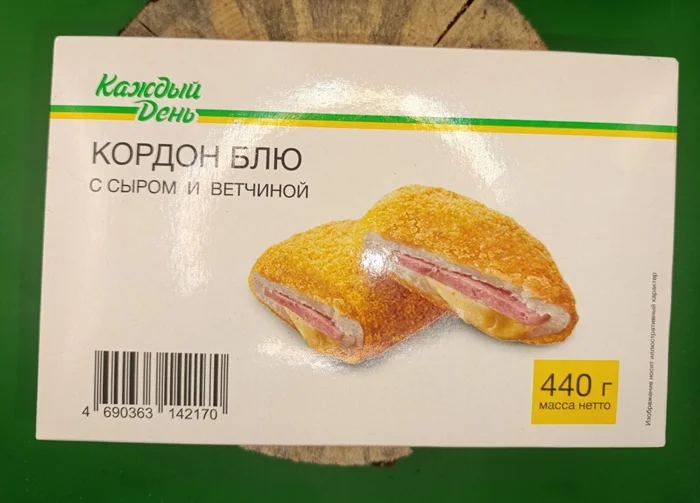 Каждый
День
КОРДОН БЛЮ
С СЫРОМ И ВЕТЧИНОЙ
4 690363 142170
440 г
масса нетто
Изображение носит иллюстративный характер